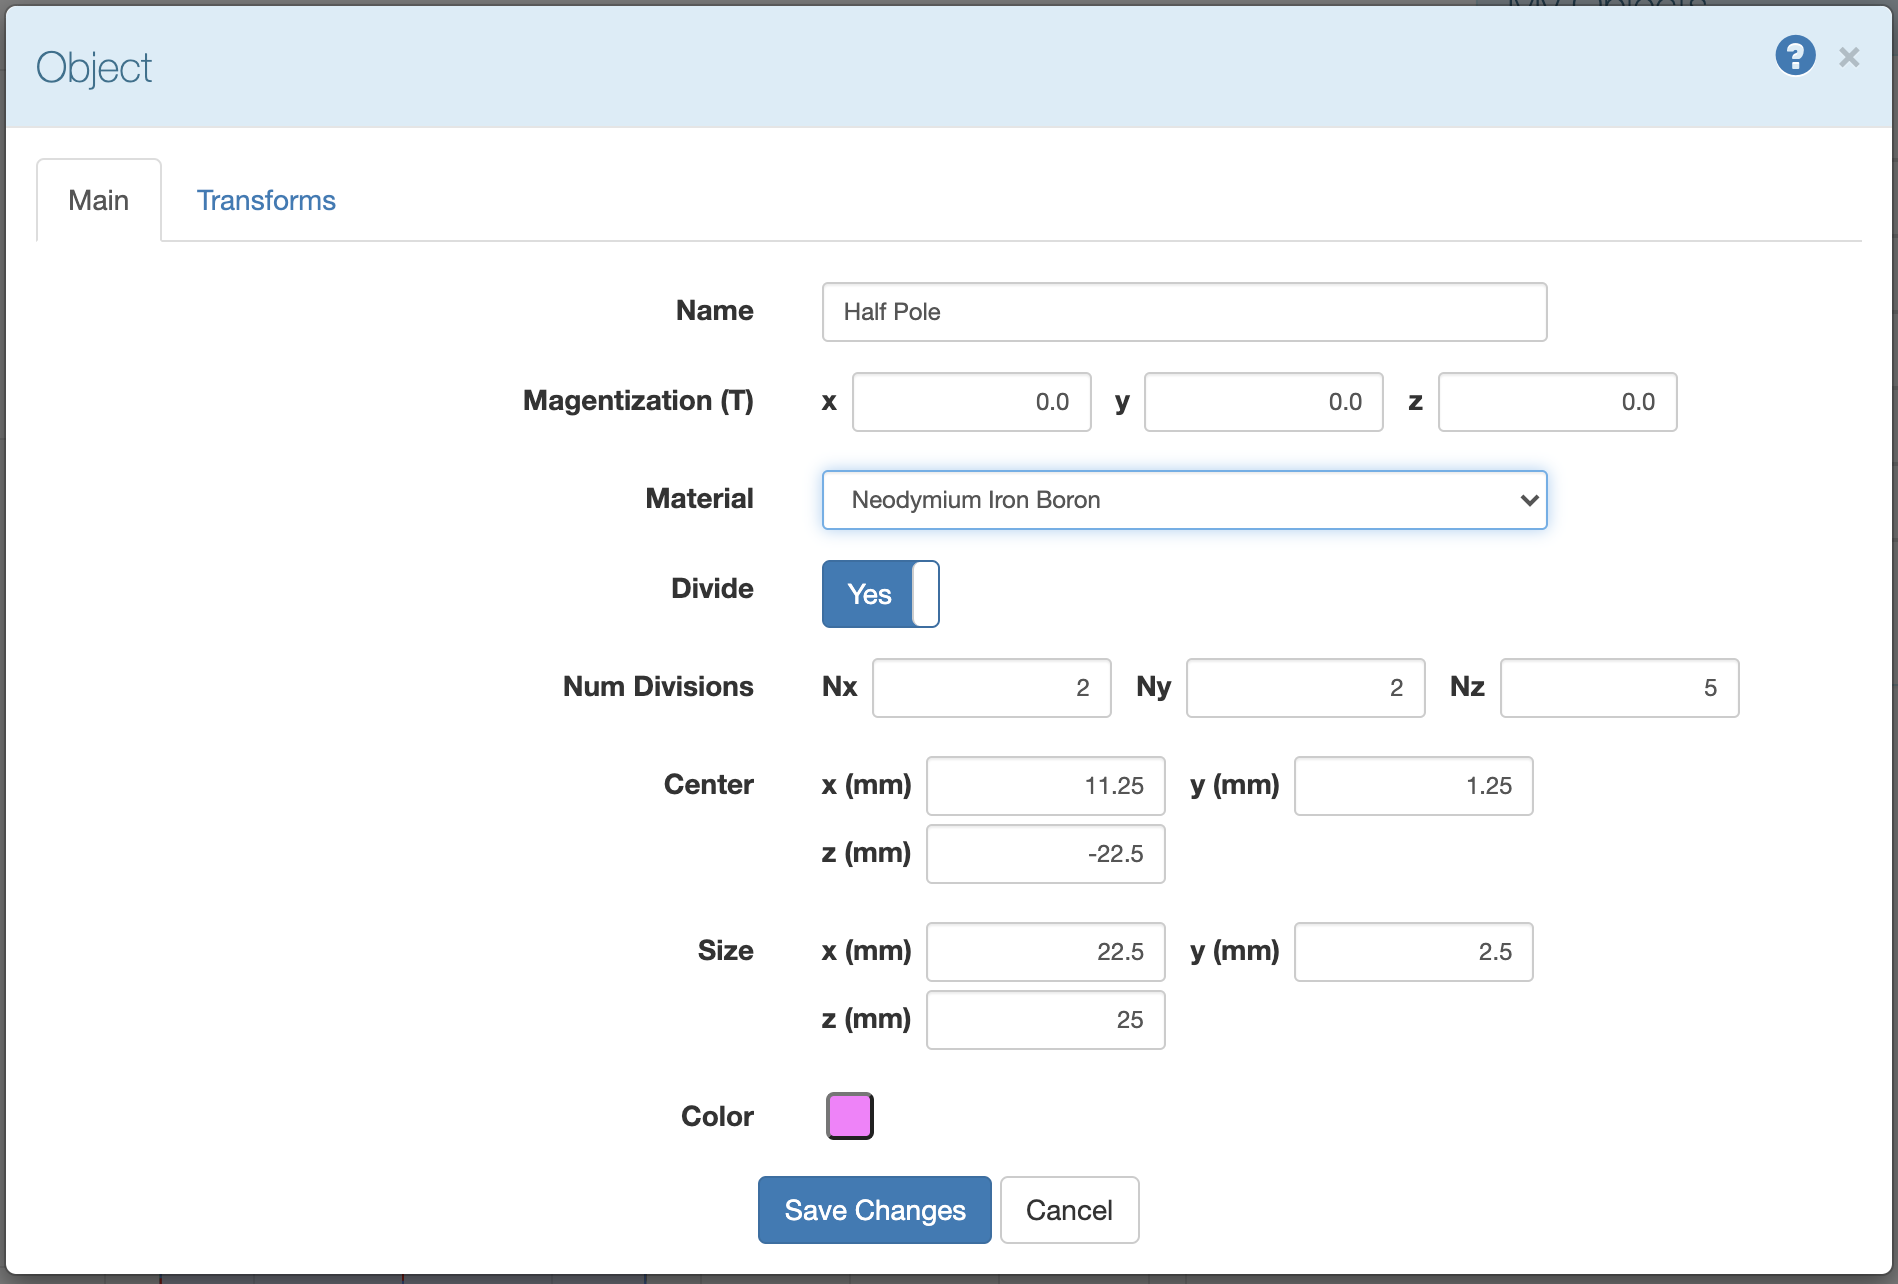 My Objects
Object
?
×
Main
Transforms
Name Half Pole
Magentization (T) x 0.0 y 0.0 z 0.0
Material Neodymium Iron Boron
Divide Yes
Num Divisions Nx 2 Ny 2 Nz 5
Center x (mm) 11.25 y (mm) 1.25
z (mm) -22.5
Size x (mm) 22.5 y (mm) 2.5
z (mm) 25
Color
Save Changes Cancel